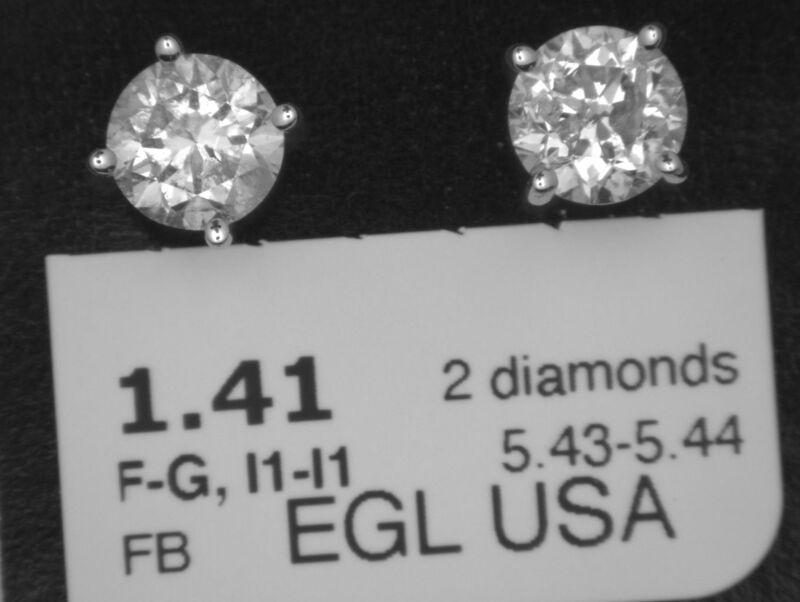 1.41 2 diamonds
F-G, I1-I1 5.43-5.44
FB EGL USA